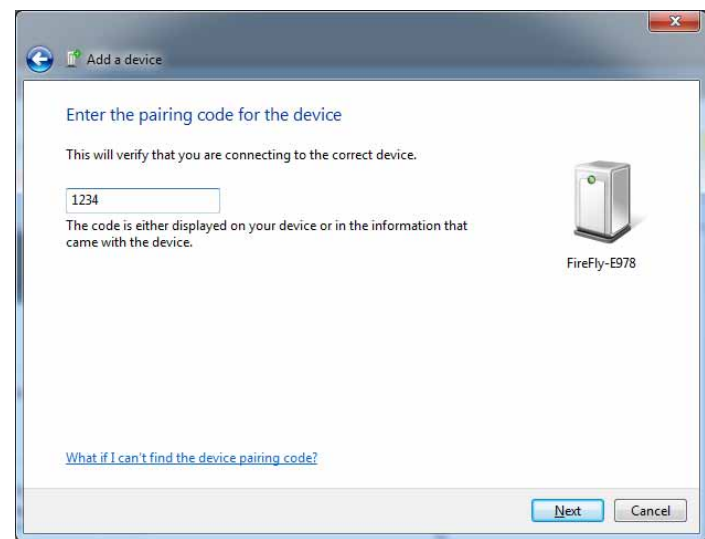 Add a device
Enter the pairing code for the device
This will verify that you are connecting to the correct device.
1234
The code is either displayed on your device or in the information that
came with the device.
FireFly-E978
What if I can't find the device pairing code?
Next
Cancel